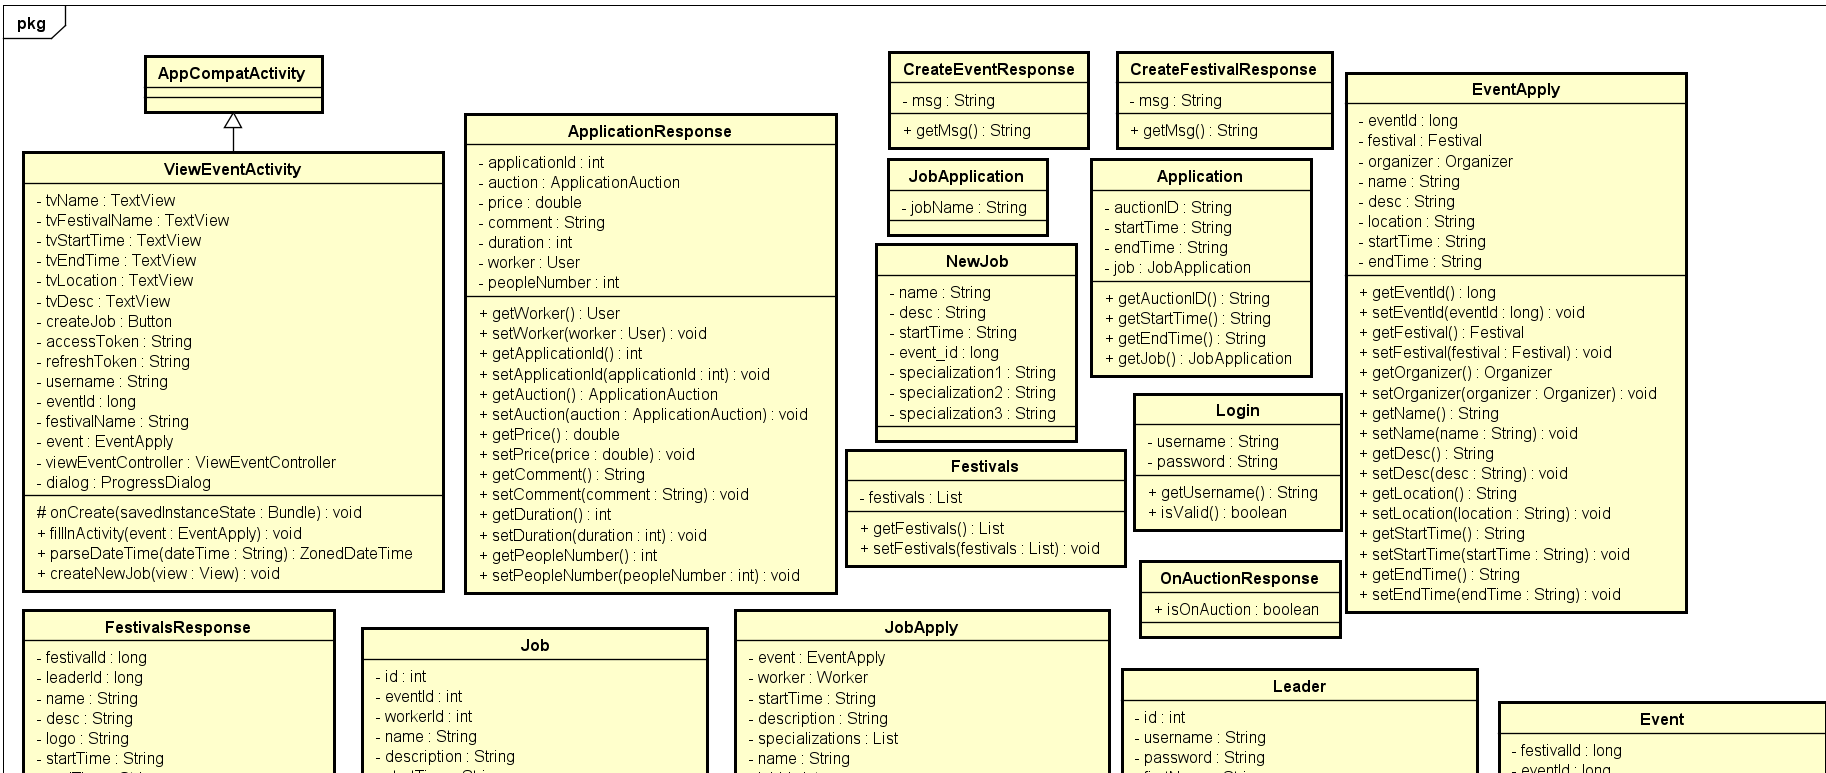 pkg
AppCompatActivity
ViewEventActivity
- tvName : TextView
- tvFestivalName : TextView
- tvStartTime : TextView
- tvEndTime : TextView
- tvLocation : TextView
- tvDesc : TextView
- createJob : Button
- accessToken : String
- refreshToken : String
- username : String
- eventId : long
- festivalName : String
- event : EventApply
- viewEventController : ViewEventController
- dialog : ProgressDialog
# onCreate(savedInstanceState : Bundle) : void
+ fillInActivity(event : EventApply) : void
+ parseDateTime(dateTime : String) : ZonedDateTime
+ createNewJob(view : View) : void
ApplicationResponse
- applicationId : int
- auction : ApplicationAuction
- price : double
- comment : String
- duration : int
- worker : User
- peopleNumber : int
+ getWorker() : User
+ setWorker(worker : User) : void
+ getApplicationId() : int
+ setApplicationId(applicationId : int) : void
+ getAuction() : ApplicationAuction
+ setAuction(auction : ApplicationAuction) : void
+ getPrice() : double
+ setPrice(price : double) : void
+ getComment() : String
+ setComment(comment : String) : void
+ getDuration() : int
+ setDuration(duration : int) : void
+ getPeopleNumber() : int
+ setPeopleNumber(peopleNumber : int) : void
CreateEventResponse
- msg : String
+ getMsg() : String
CreateFestivalResponse
- msg : String
+ getMsg() : String
JobApplication
- jobName : String
Application
- auctionID : String
- startTime : String
- endTime : String
- job : JobApplication
+ getAuctionID() : String
+ getStartTime() : String
+ getEndTime() : String
+ getJob() : JobApplication
NewJob
- name : String
- desc : String
- startTime : String
- event_id : long
- specialization1 : String
- specialization2 : String
- specialization3 : String
Login
- username : String
- password : String
+ getUsername() : String
+ isValid() : boolean
Festivals
- festivals : List
+ getFestivals() : List
+ setFestivals(festivals : List) : void
OnAuctionResponse
+ isOnAuction : boolean
EventApply
- eventId : long
- festival : Festival
- organizer : Organizer
- name : String
- desc : String
- location : String
- startTime : String
- endTime : String
+ getEventId() : long
+ setEventId(eventId : long) : void
+ getFestival() : Festival
+ setFestival(festival : Festival) : void
+ getOrganizer() : Organizer
+ setOrganizer(organizer : Organizer) : void
+ getName() : String
+ setName(name : String) : void
+ getDesc() : String
+ setDesc(desc : String) : void
+ getLocation() : String
+ setLocation(location : String) : void
+ getStartTime() : String
+ setStartTime(startTime : String) : void
+ getEndTime() : String
+ setEndTime(endTime : String) : void
FestivalsResponse
- festivalId : long
- leaderId : long
- name : String
- desc : String
- logo : String
- startTime : String
Job
- id : int
- eventId : int
- workerId : int
- name : String
- description : String
JobApply
- event : EventApply
- worker : Worker
- startTime : String
- description : String
- specializations : List
- name : String
Leader
- id : int
- username : String
- password : String
Event
- festivalId : long
- eventId : long